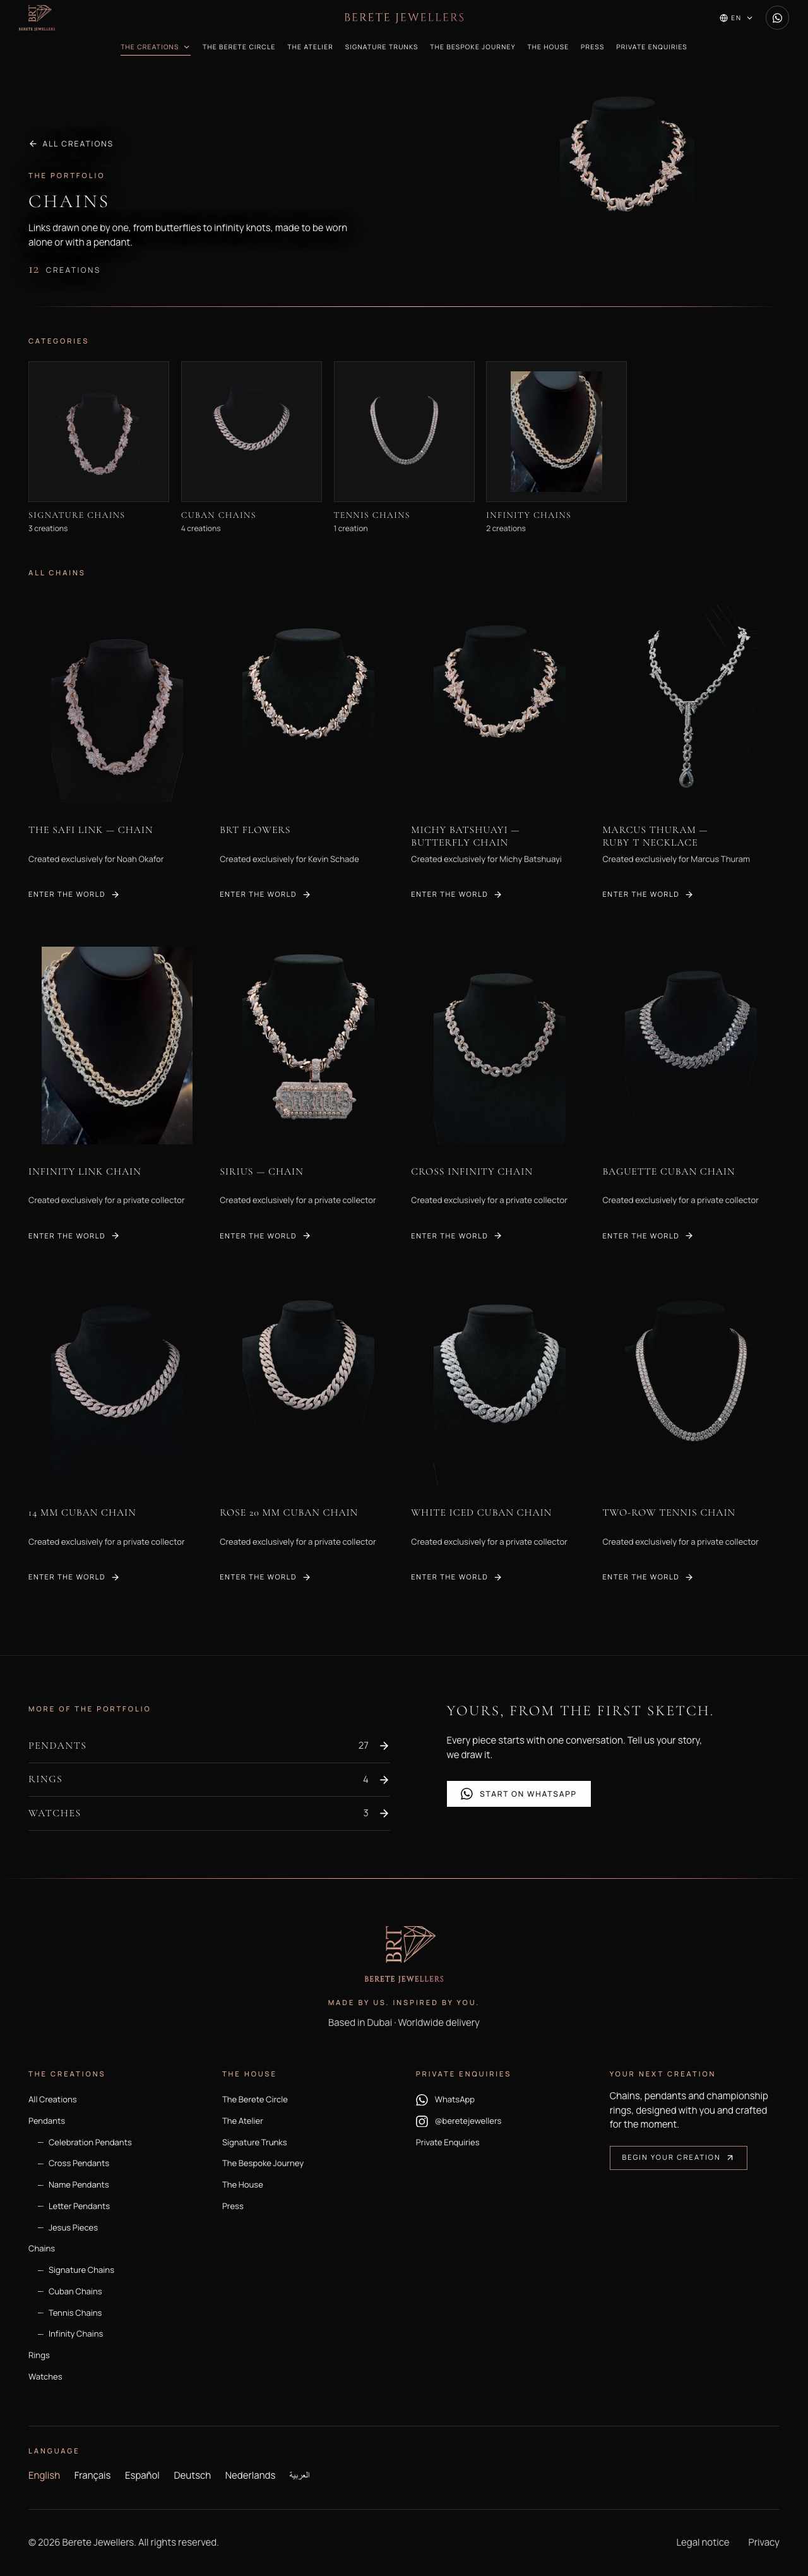 BRT
BERETE JEWELLERS
BERETE JEWELLERS
EN
THE CREATIONS
THE BERETE CIRCLE
THE ATELIER
SIGNATURE TRUNKS
THE BESPOKE JOURNEY
THE HOUSE
PRESS
PRIVATE ENQUIRIES
ALL CREATIONS
THE PORTFOLIO
CHAINS
Links drawn one by one, from butterflies to infinity knots, made to be worn
alone or with a pendant.
12 CREATIONS
CATEGORIES
SIGNATURE CHAINS
3 creations
CUBAN CHAINS
4 creations
TENNIS CHAINS
1 creation
INFINITY CHAINS
2 creations
ALL CHAINS
THE SAFI LINK — CHAIN
Created exclusively for Noah Okafor
ENTER THE WORLD
BRT FLOWERS
Created exclusively for Kevin Schade
ENTER THE WORLD
MICHY BATSHUAYI —
BUTTERFLY CHAIN
Created exclusively for Michy Batshuayi
ENTER THE WORLD
MARCUS THURAM —
RUBY T NECKLACE
Created exclusively for Marcus Thuram
ENTER THE WORLD
INFINITY LINK CHAIN
Created exclusively for a private collector
ENTER THE WORLD
SIRIUS — CHAIN
Created exclusively for a private collector
ENTER THE WORLD
CROSS INFINITY CHAIN
Created exclusively for a private collector
ENTER THE WORLD
BAGUETTE CUBAN CHAIN
Created exclusively for a private collector
ENTER THE WORLD
14 MM CUBAN CHAIN
Created exclusively for a private collector
ENTER THE WORLD
ROSE 20 MM CUBAN CHAIN
Created exclusively for a private collector
ENTER THE WORLD
WHITE ICED CUBAN CHAIN
Created exclusively for a private collector
ENTER THE WORLD
TWO-ROW TENNIS CHAIN
Created exclusively for a private collector
ENTER THE WORLD
MORE OF THE PORTFOLIO
PENDANTS 27
RINGS 4
WATCHES 3
YOURS, FROM THE FIRST SKETCH.
Every piece starts with one conversation. Tell us your story,
we draw it.
START ON WHATSAPP
BRT
BERETE JEWELLERS
MADE BY US. INSPIRED BY YOU.
Based in Dubai · Worldwide delivery
THE CREATIONS
All Creations
Pendants
— Celebration Pendants
— Cross Pendants
— Name Pendants
— Letter Pendants
— Jesus Pieces
Chains
— Signature Chains
— Cuban Chains
— Tennis Chains
— Infinity Chains
Rings
Watches
THE HOUSE
The Berete Circle
The Atelier
Signature Trunks
The Bespoke Journey
The House
Press
PRIVATE ENQUIRIES
WhatsApp
@beretejewellers
Private Enquiries
YOUR NEXT CREATION
Chains, pendants and championship
rings, designed with you and crafted
for the moment.
BEGIN YOUR CREATION
LANGUAGE
English
Français
Español
Deutsch
Nederlands
العربية
© 2026 Berete Jewellers. All rights reserved.
Legal notice
Privacy